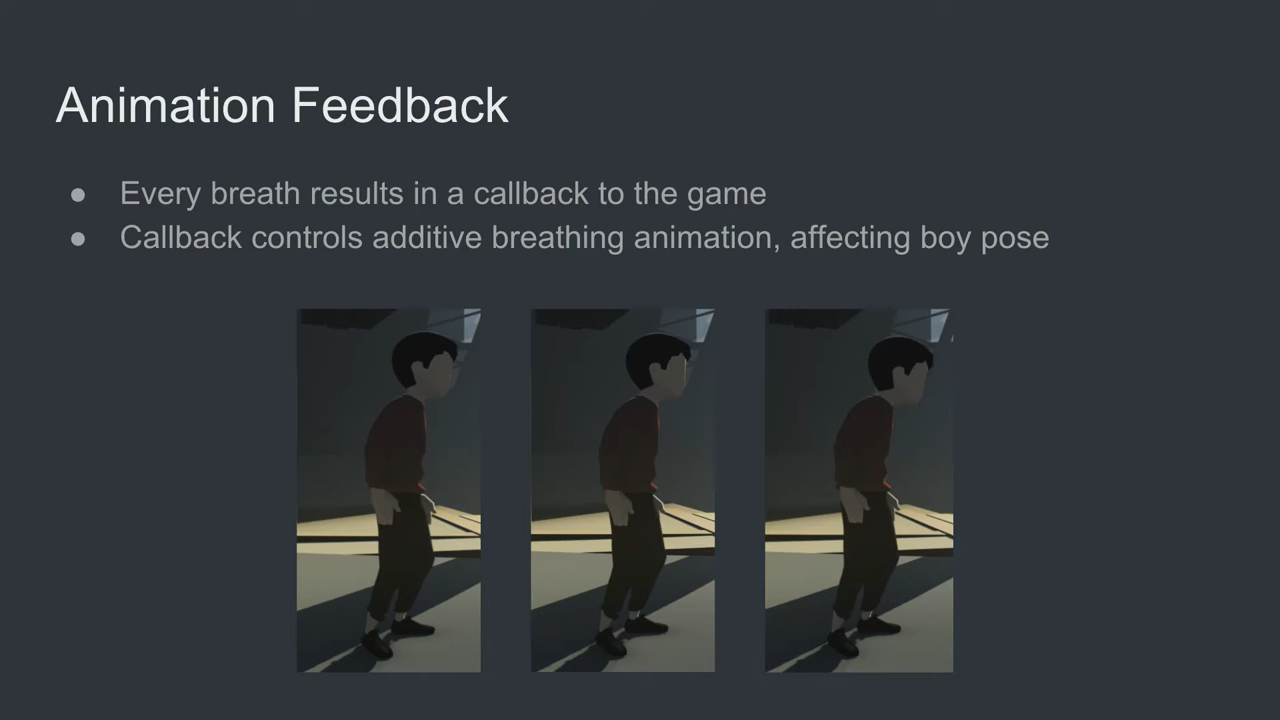 Animation Feedback
● Every breath results in a callback to the game
● Callback controls additive breathing animation, affecting boy pose